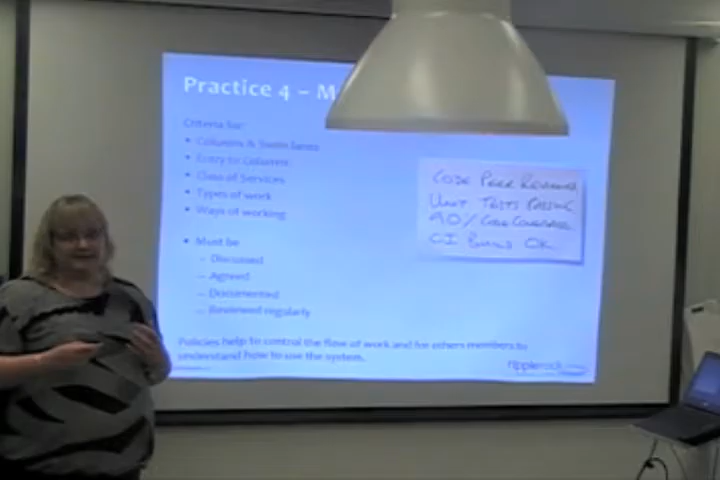 Practice 4 – M
Criteria for:
• Columns & Swim lanes
• Entry to Columns
• Class of Services
• Types of work
• Ways of working
• Must be
– Discussed
– Agreed
– Documented
– Reviewed regularly
Policies help to control the flow of work and for others members to
understand how to use the system.
CODE PEER REVIEWED
UNIT TESTS PASSING
CODE COVERAGE
CI BUILDS OK
ripplerock